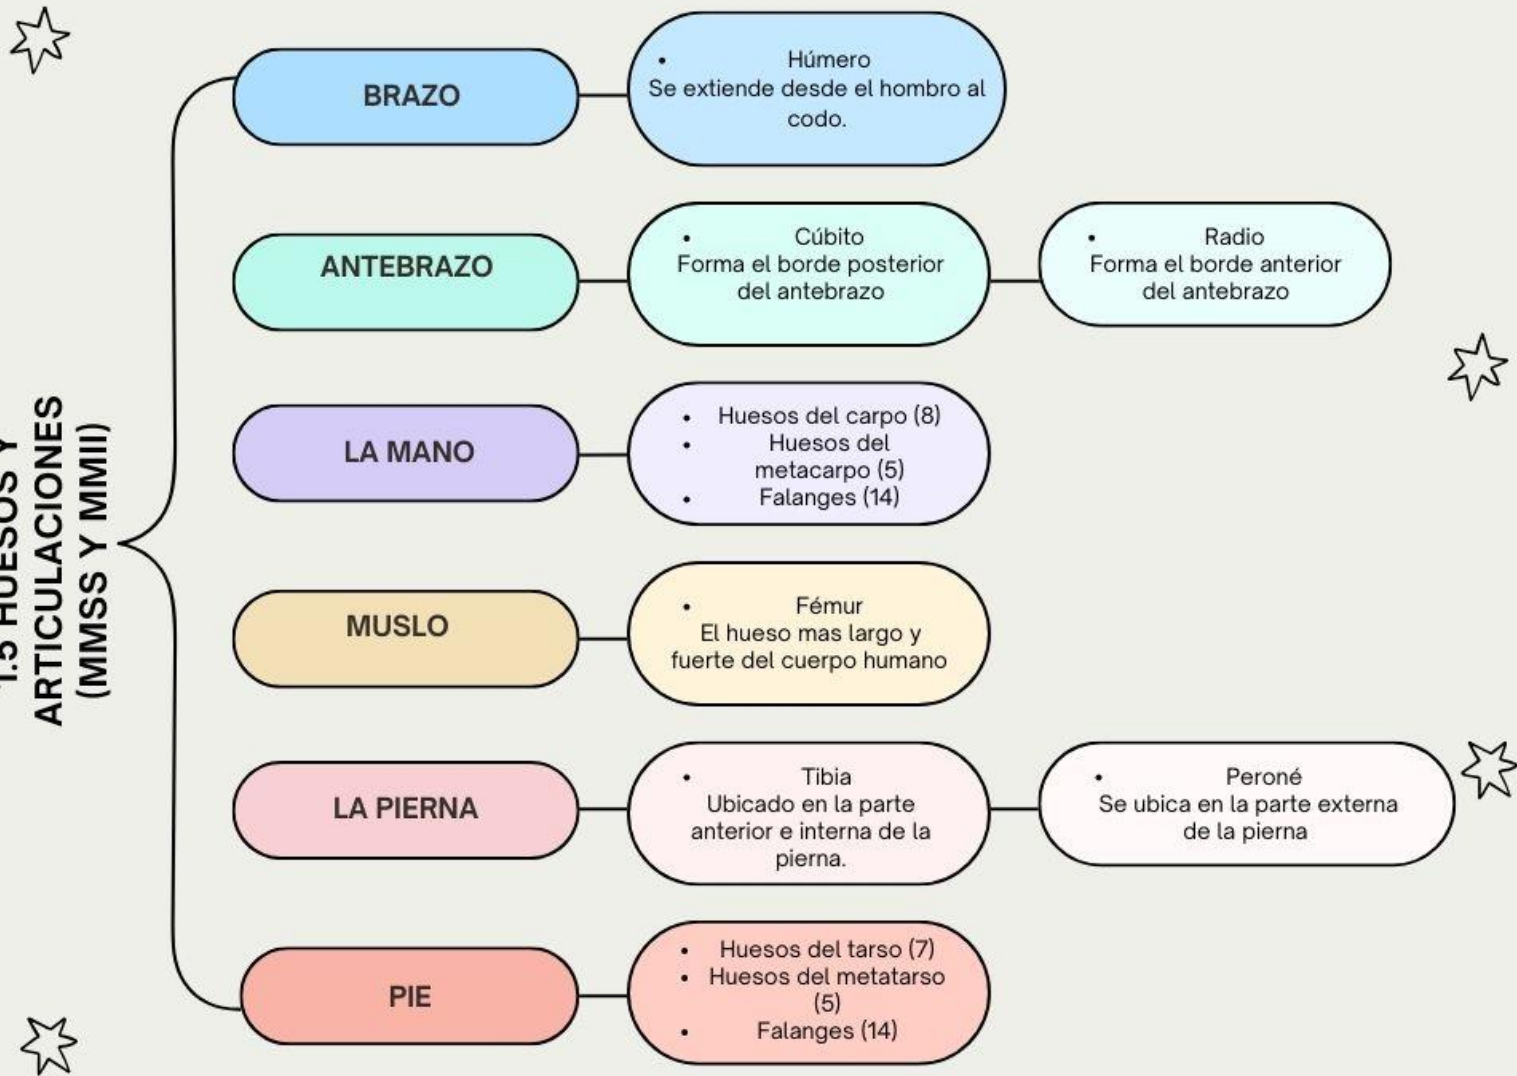 1.5 HUESOS Y
ARTICULACIONES
(MMSS Y MMII)
BRAZO
• Húmero
Se extiende desde el hombro al
codo.
ANTEBRAZO
• Cúbito
Forma el borde posterior
del antebrazo
• Radio
Forma el borde anterior
del antebrazo
LA MANO
• Huesos del carpo (8)
• Huesos del
metacarpo (5)
• Falanges (14)
MUSLO
• Fémur
El hueso mas largo y
fuerte del cuerpo humano
LA PIERNA
• Tibia
Ubicado en la parte
anterior e interna de la
pierna.
• Peroné
Se ubica en la parte externa
de la pierna
PIE
• Huesos del tarso (7)
• Huesos del metatarso
(5)
• Falanges (14)